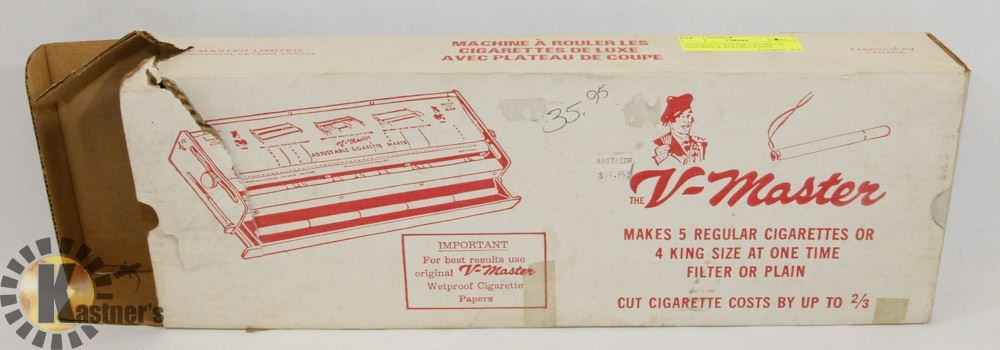 MASTER LIMITED
MACHINE À ROULER LES
CIGARETTES DE LUXE
AVEC PLATEAU DE COUPE
35.95
V-Master
ADJUSTABLE CIGARETTE MAKER
THE V-Master
MAKES 5 REGULAR CIGARETTES OR
4 KING SIZE AT ONE TIME
FILTER OR PLAIN
CUT CIGARETTE COSTS BY UP TO 2/3
IMPORTANT
For best results use
original V-Master
Wetproof Cigarette
Papers
Kastner's